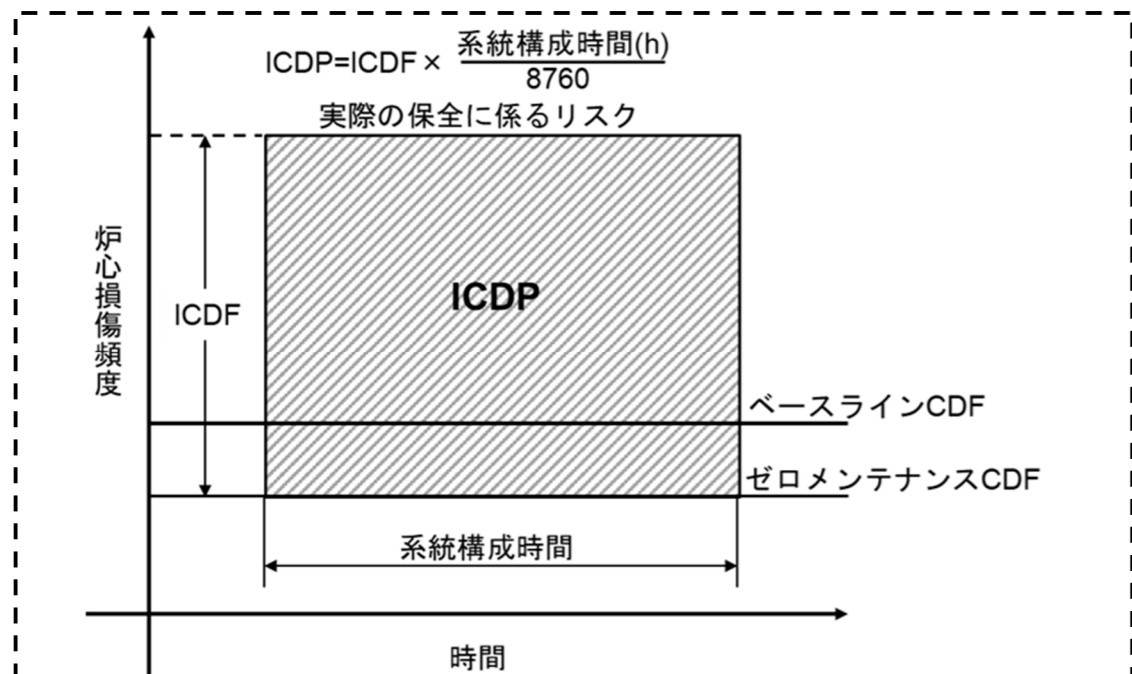 ICDP=ICDF× 系統構成時間(h)
8760
実際の保全に係るリスク
炉心損傷頻度
ICDF
ICDP
ベースラインCDF
ゼロメンテナンスCDF
系統構成時間
時間